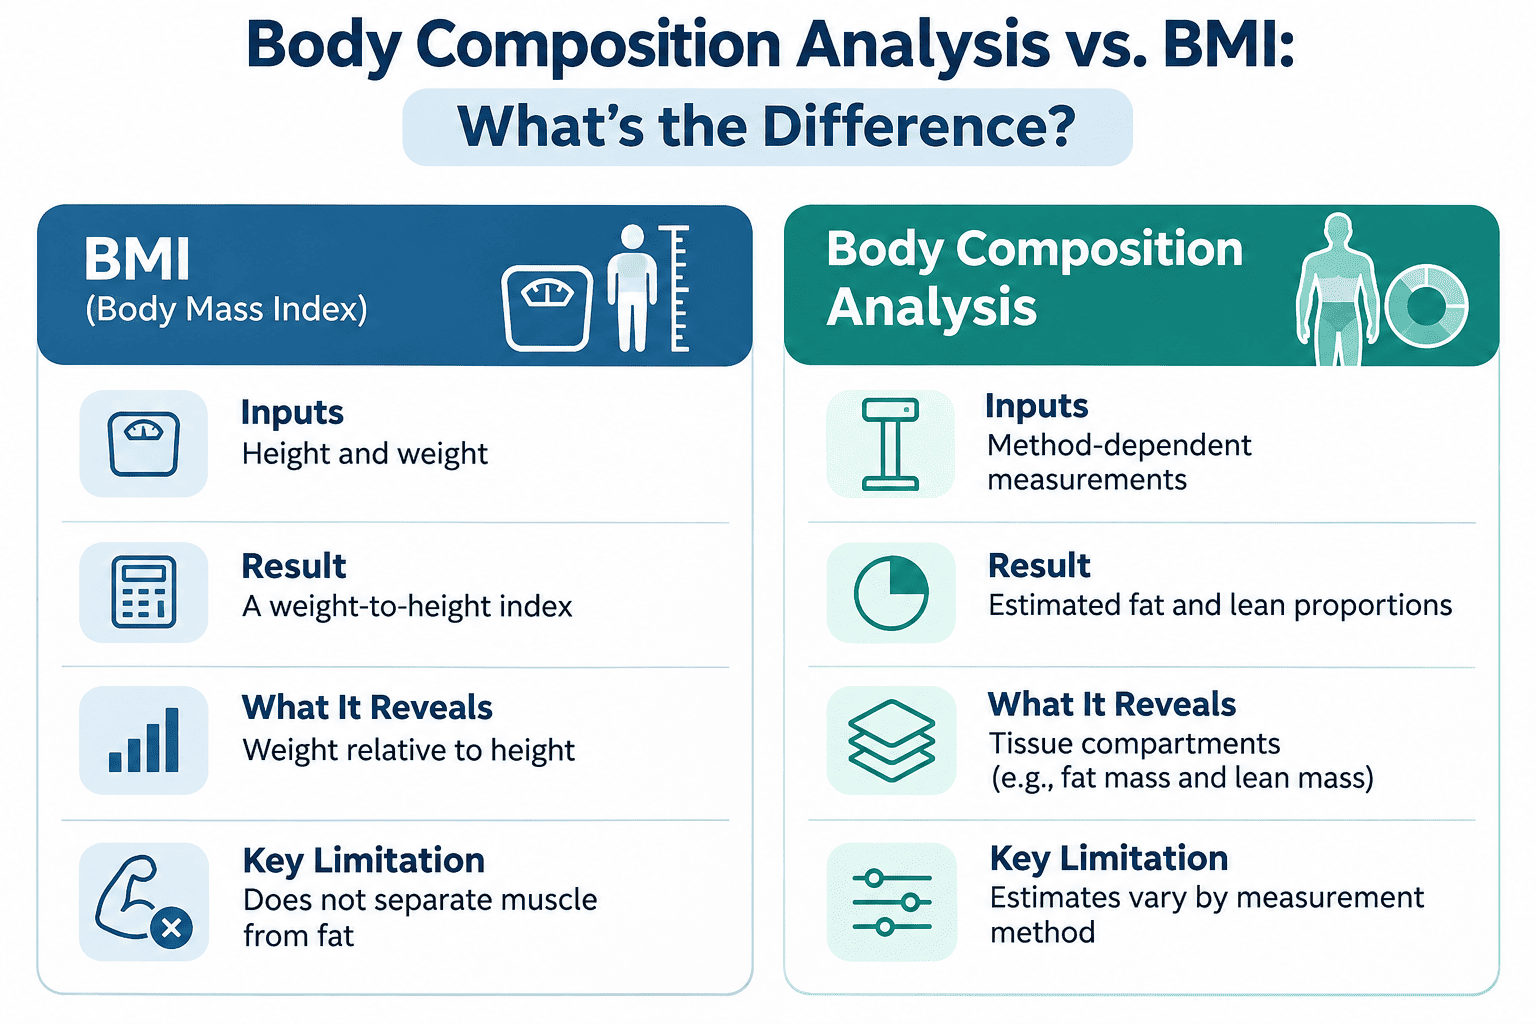 Body Composition Analysis vs. BMI:
What's the Difference?
BMI
(Body Mass Index)
Inputs
Height and weight
Result
A weight-to-height index
What It Reveals
Weight relative to height
Key Limitation
Does not separate muscle
from fat
Body Composition
Analysis
Inputs
Method-dependent
measurements
Result
Estimated fat and lean proportions
What It Reveals
Tissue compartments
(e.g., fat mass and lean mass)
Key Limitation
Estimates vary by measurement
method